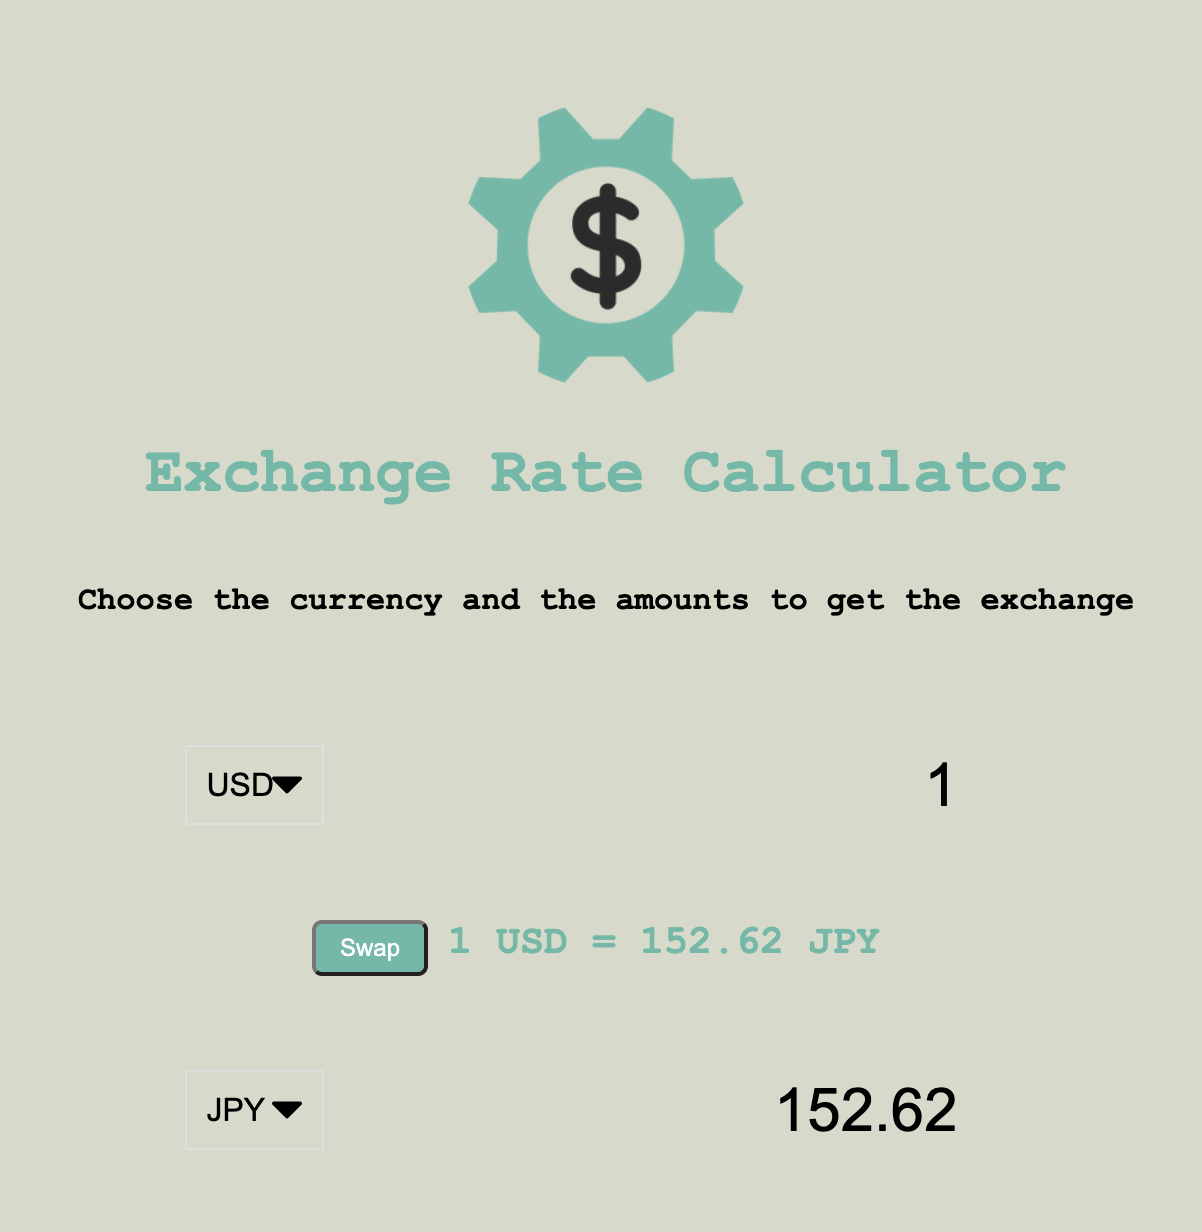 $
Exchange Rate Calculator
Choose the currency and the amounts to get the exchange
USD
1
Swap
1 USD = 152.62 JPY
JPY
152.62